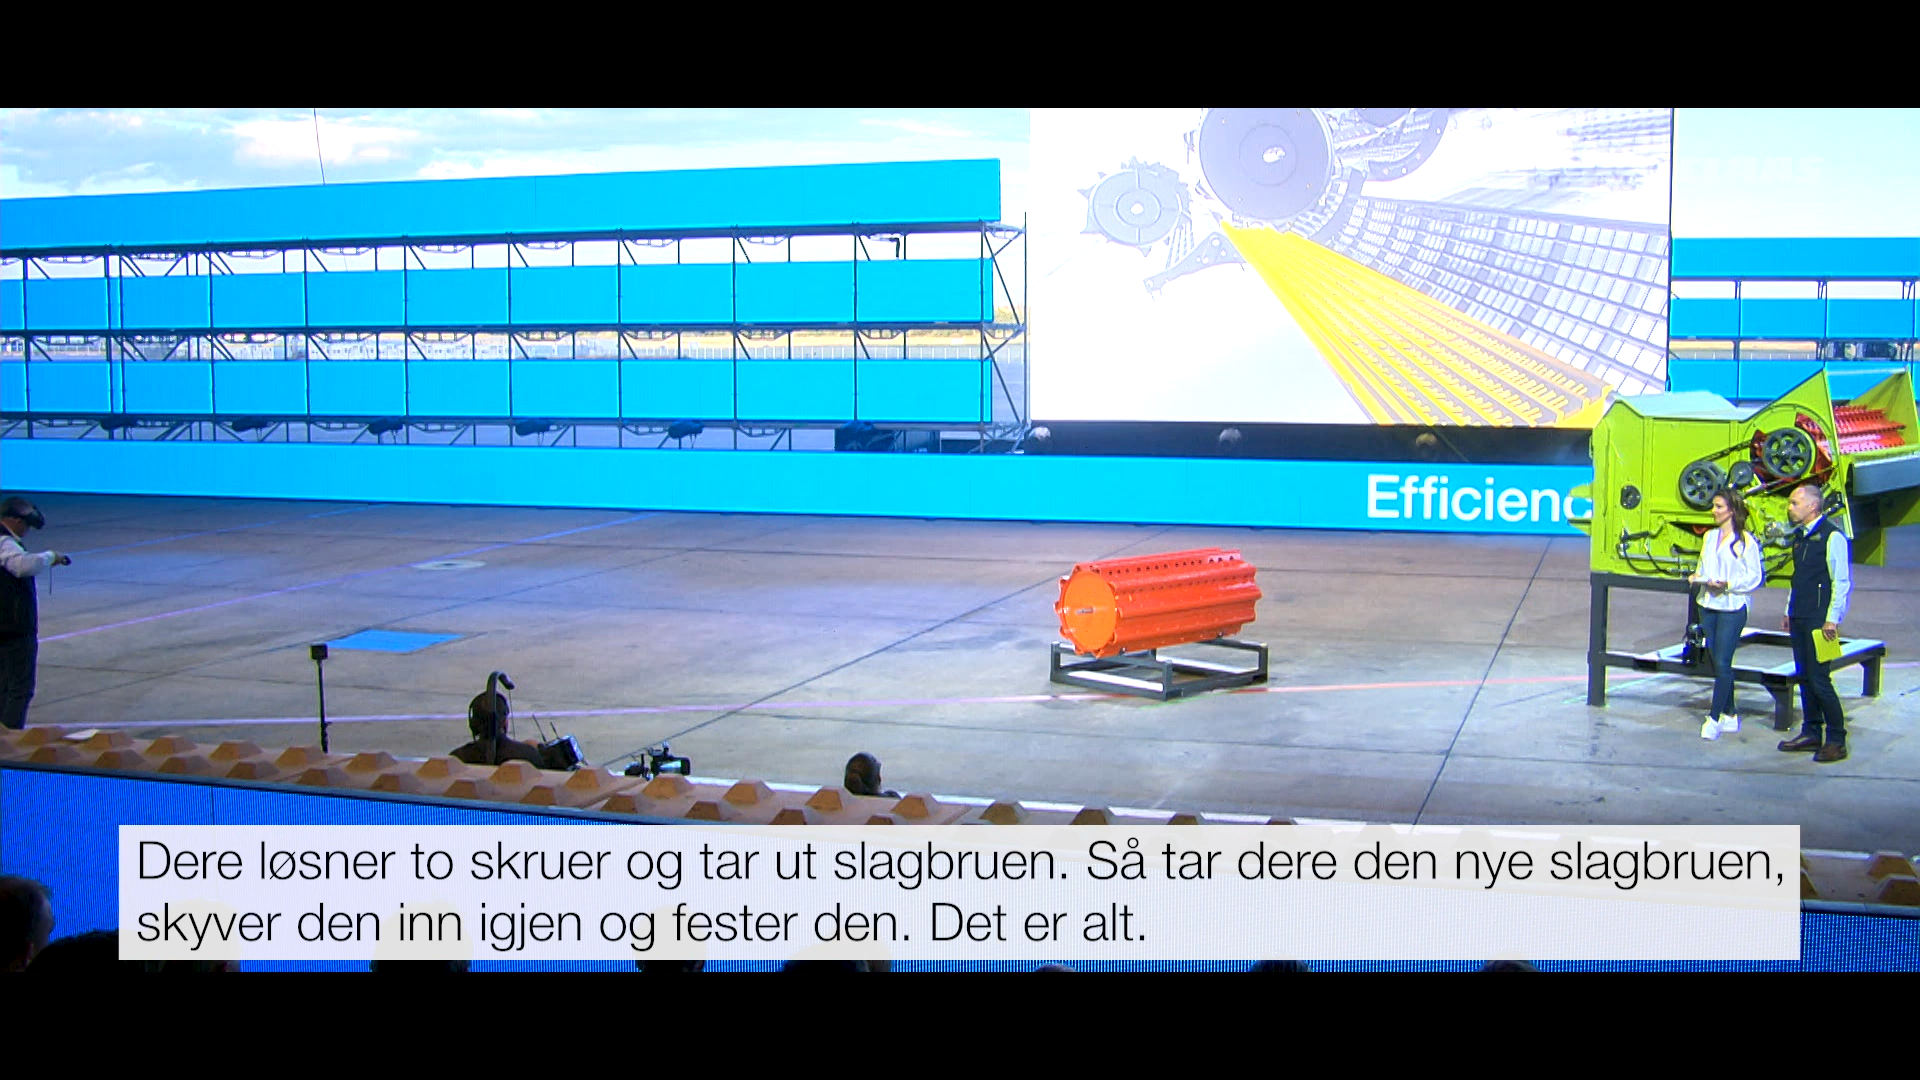 Efficienc
Dere løsner to skruer og tar ut slagbruen. Så tar dere den nye slagbruen,
skyver den inn igjen og fester den. Det er alt.